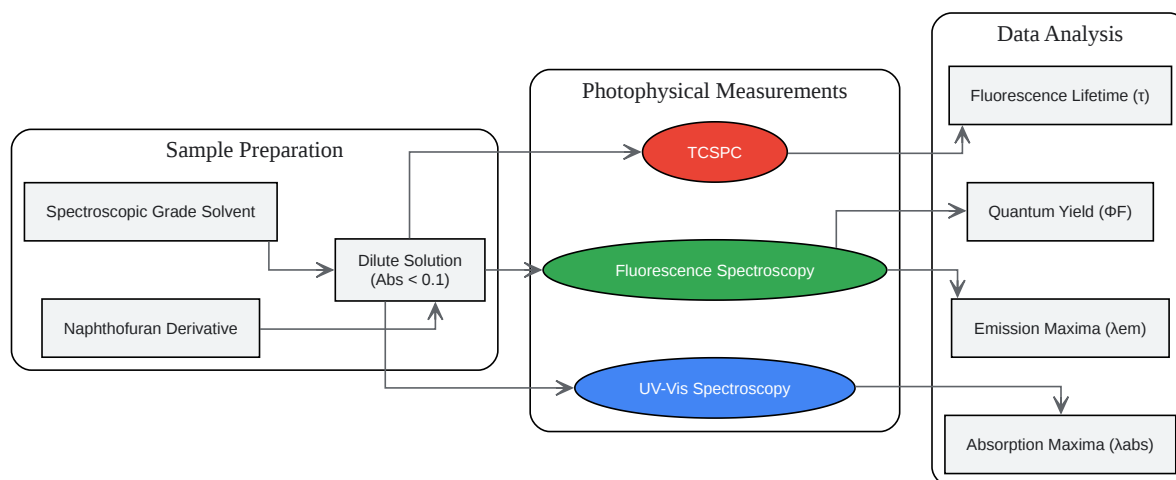 Sample Preparation
Spectroscopic Grade Solvent
Naphthofuran Derivative
Dilute Solution
(Abs < 0.1)
Photophysical Measurements
TCSPC
Fluorescence Spectroscopy
UV-Vis Spectroscopy
Data Analysis
Fluorescence Lifetime (τ)
Quantum Yield (ΦF)
Emission Maxima (λem)
Absorption Maxima (λabs)